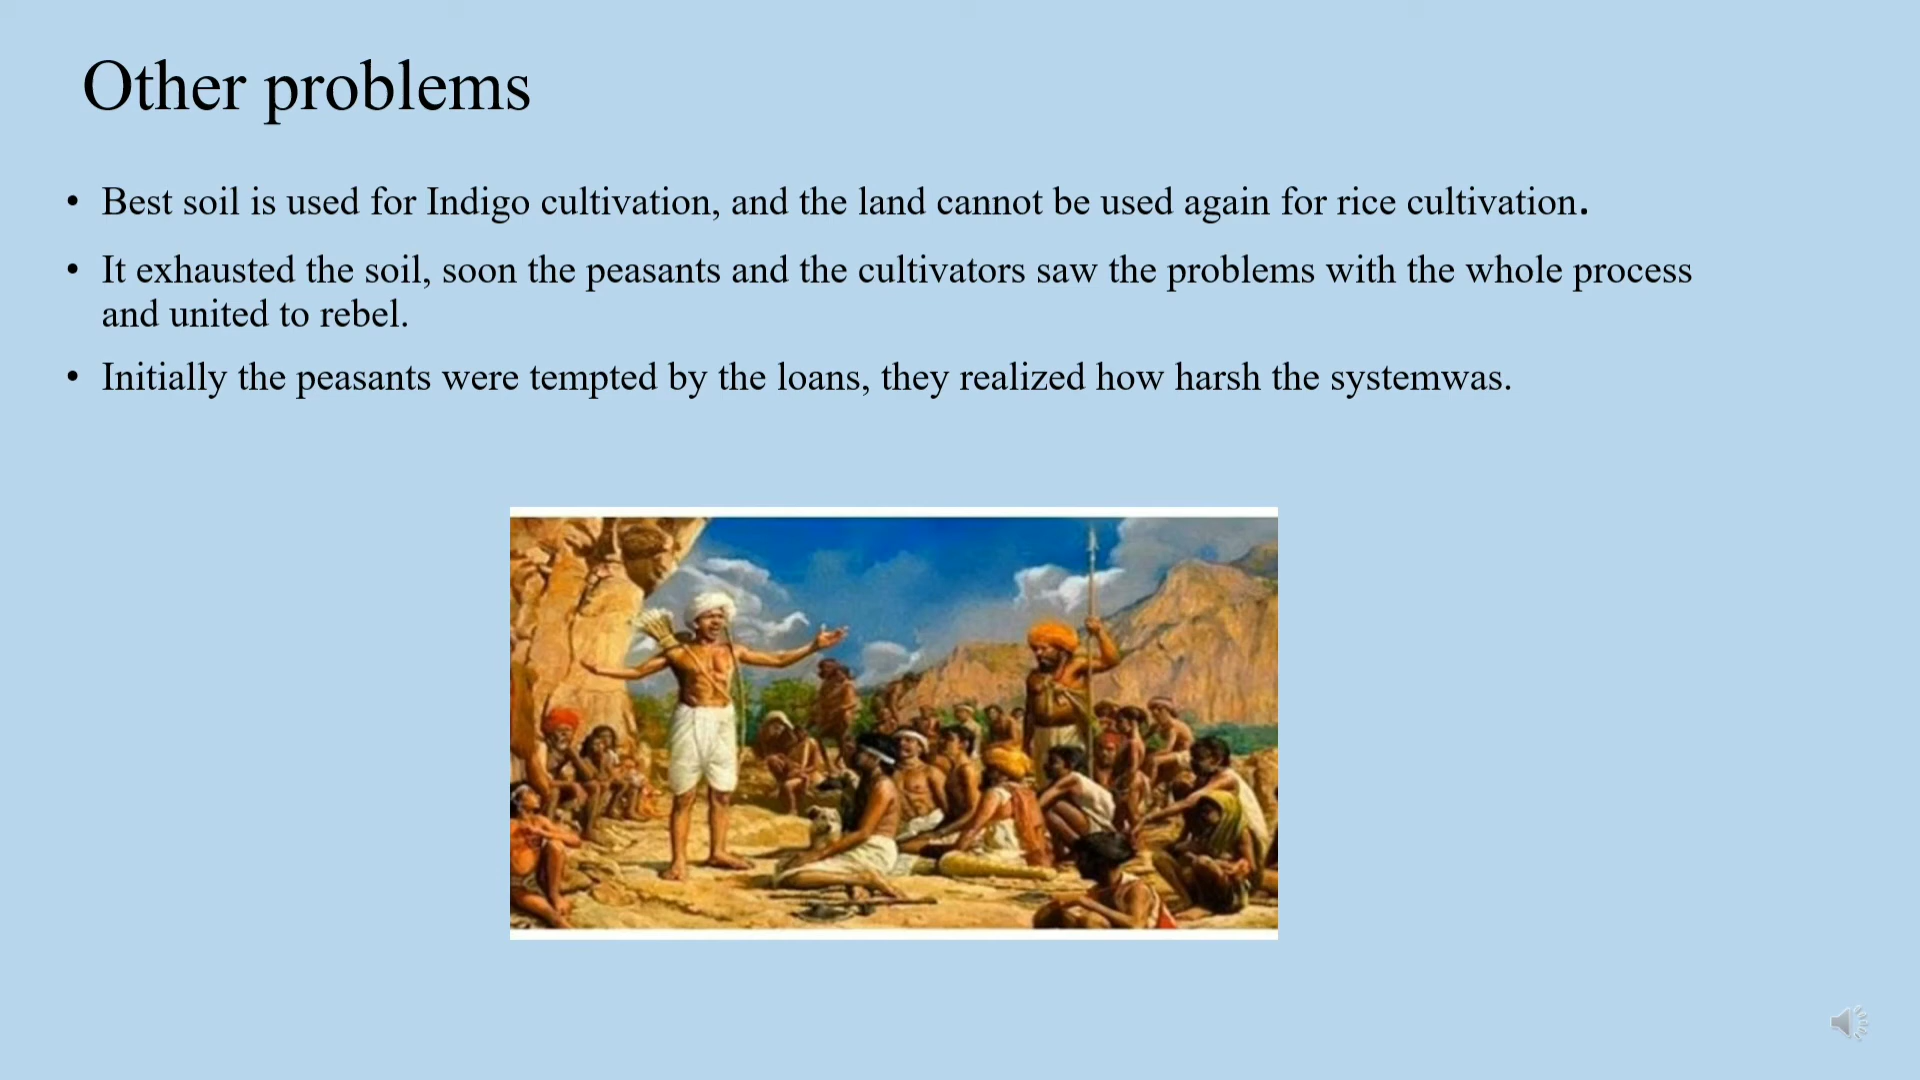 Other problems
• Best soil is used for Indigo cultivation, and the land cannot be used again for rice cultivation.
• It exhausted the soil, soon the peasants and the cultivators saw the problems with the whole process
and united to rebel.
• Initially the peasants were tempted by the loans, they realized how harsh the systemwas.